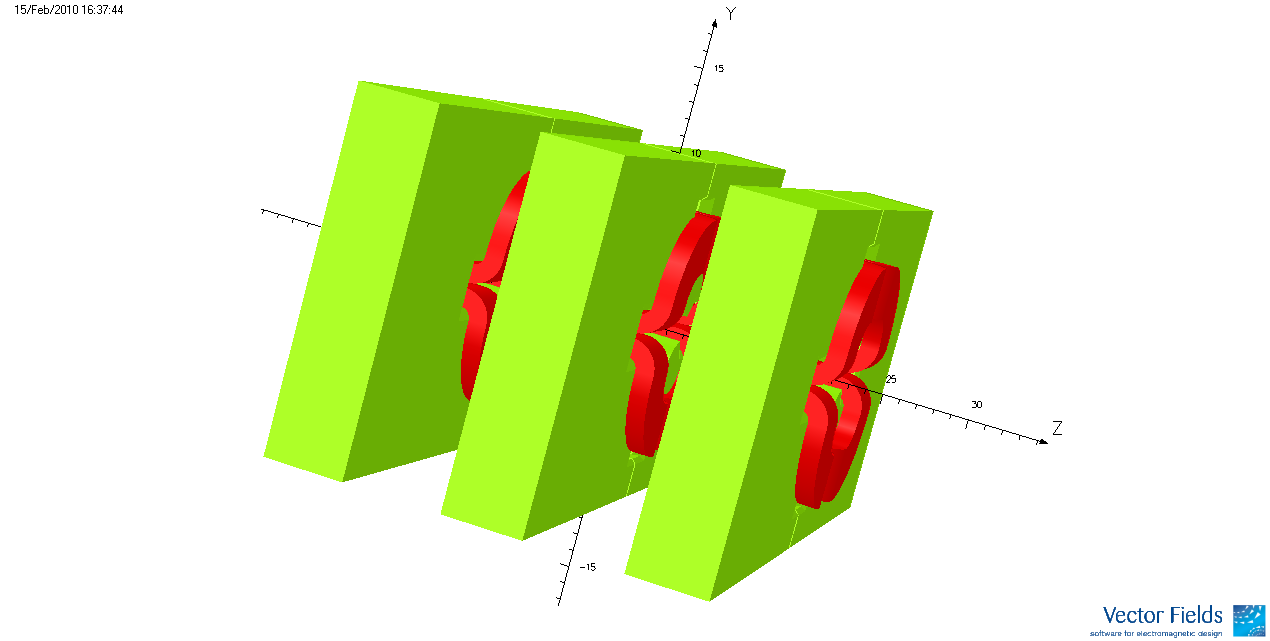 15/Feb/2010 16:37:44
Y
15
10
25
30
Z
-15
Vector Fields
software for electromagnetic design